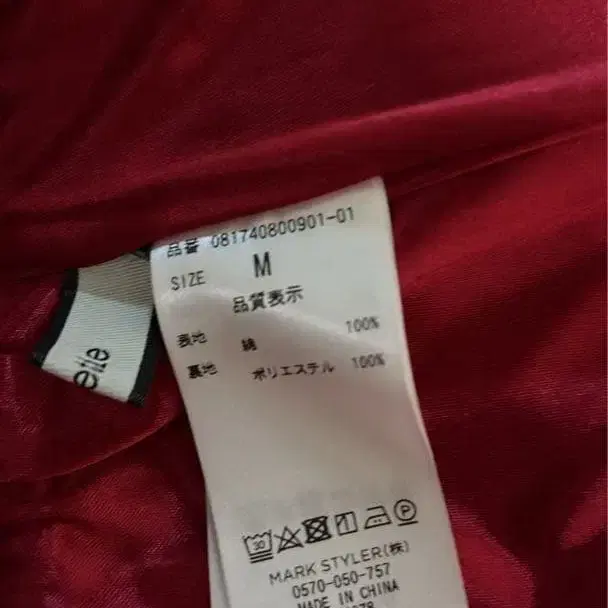 品番 081740800901-01
SIZE M
品質表示
表地 綿 100%
裏地 ポリエステル 100%
30
P
MARK STYLER(株)
0570-050-757
MADE IN CHINA